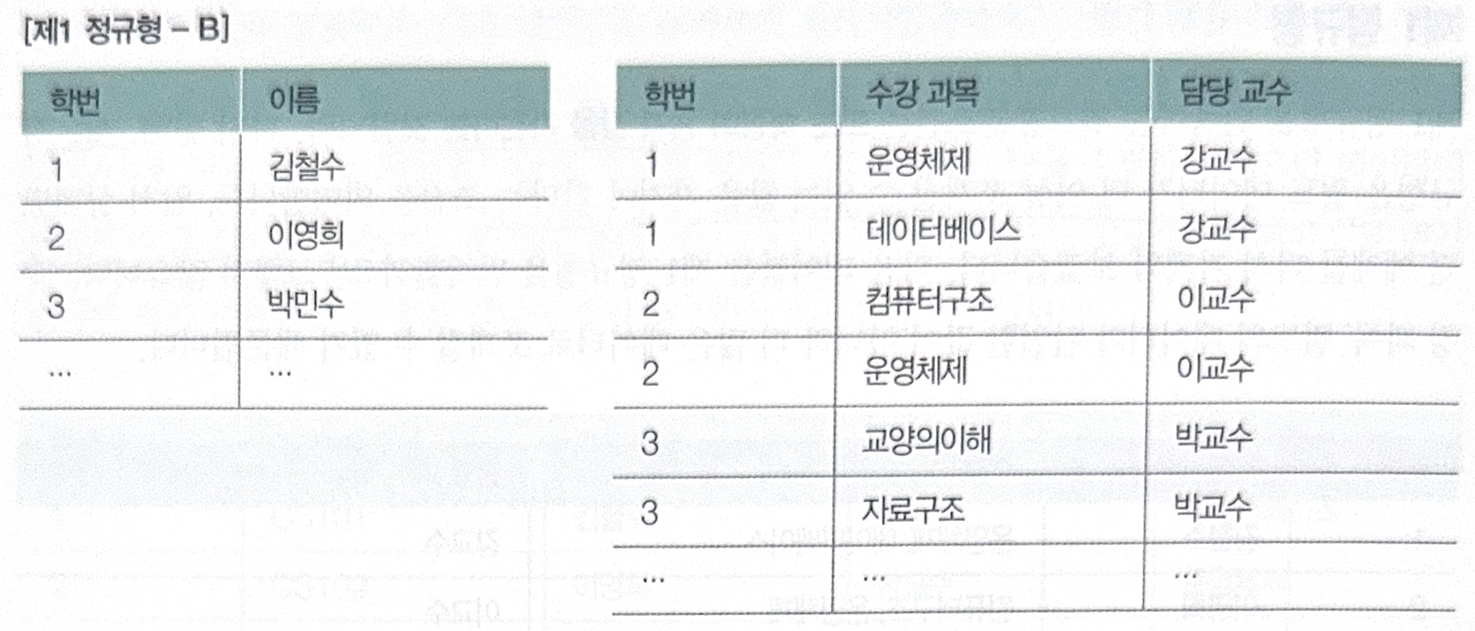 [제1 정규형 – B]
학번 이름
1 김철수
2 이영희
3 박민수
... ...
학번 수강 과목 담당 교수
1 운영체제 강교수
1 데이터베이스 강교수
2 컴퓨터구조 이교수
2 운영체제 이교수
3 교양의이해 박교수
3 자료구조 박교수
... ... ...